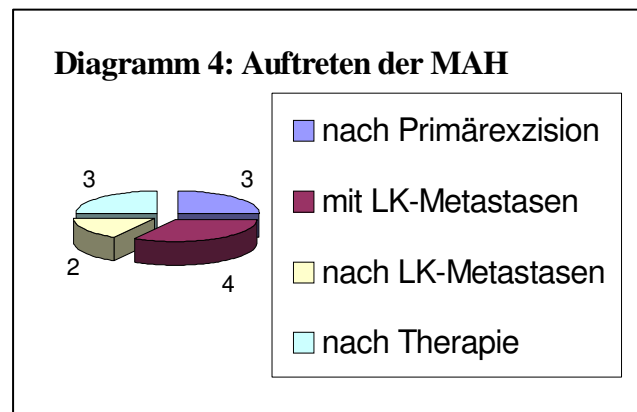 Diagramm 4: Auftreten der MAH
3
3
2
4
nach Primärexzision
mit LK-Metastasen
nach LK-Metastasen
nach Therapie